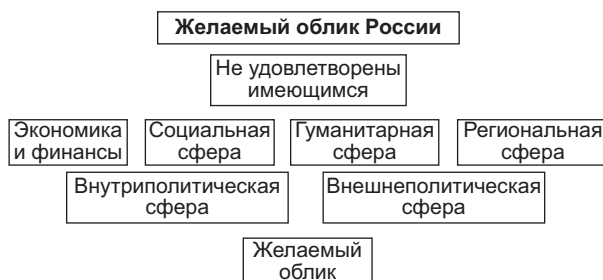 Желаемый облик России
Не удовлетворены
имеющимся
Экономика
и финансы
Социальная
сфера
Гуманитарная
сфера
Региональная
сфера
Внутриполитическая
сфера
Внешнеполитическая
сфера
Желаемый
облик